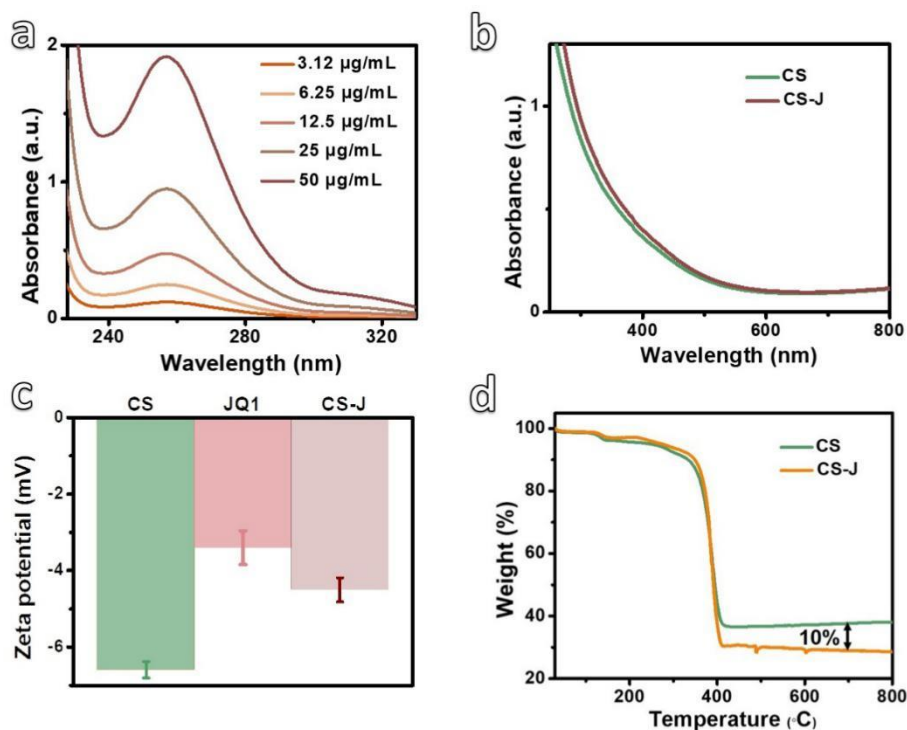 a
2
1
0
Absorbance (a.u.)
240
280
320
Wavelength (nm)
3.12 μg/mL
6.25 μg/mL
12.5 μg/mL
25 μg/mL
50 μg/mL
b
1
0
Absorbance (a.u.)
400
600
800
Wavelength (nm)
CS
CS-J
c
CS
JQ1
CS-J
0
-2
-4
-6
Zeta potential (mV)
d
100
80
60
40
20
Weight (%)
200
400
600
800
Temperature (◦C)
CS
CS-J
10%